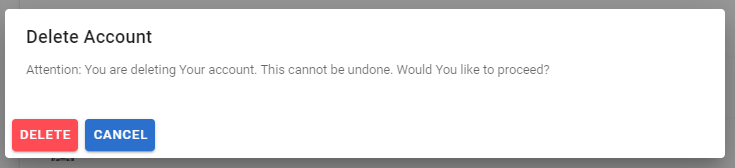 Delete Account
Attention: You are deleting Your account. This cannot be undone. Would You like to proceed?
DELETE CANCEL